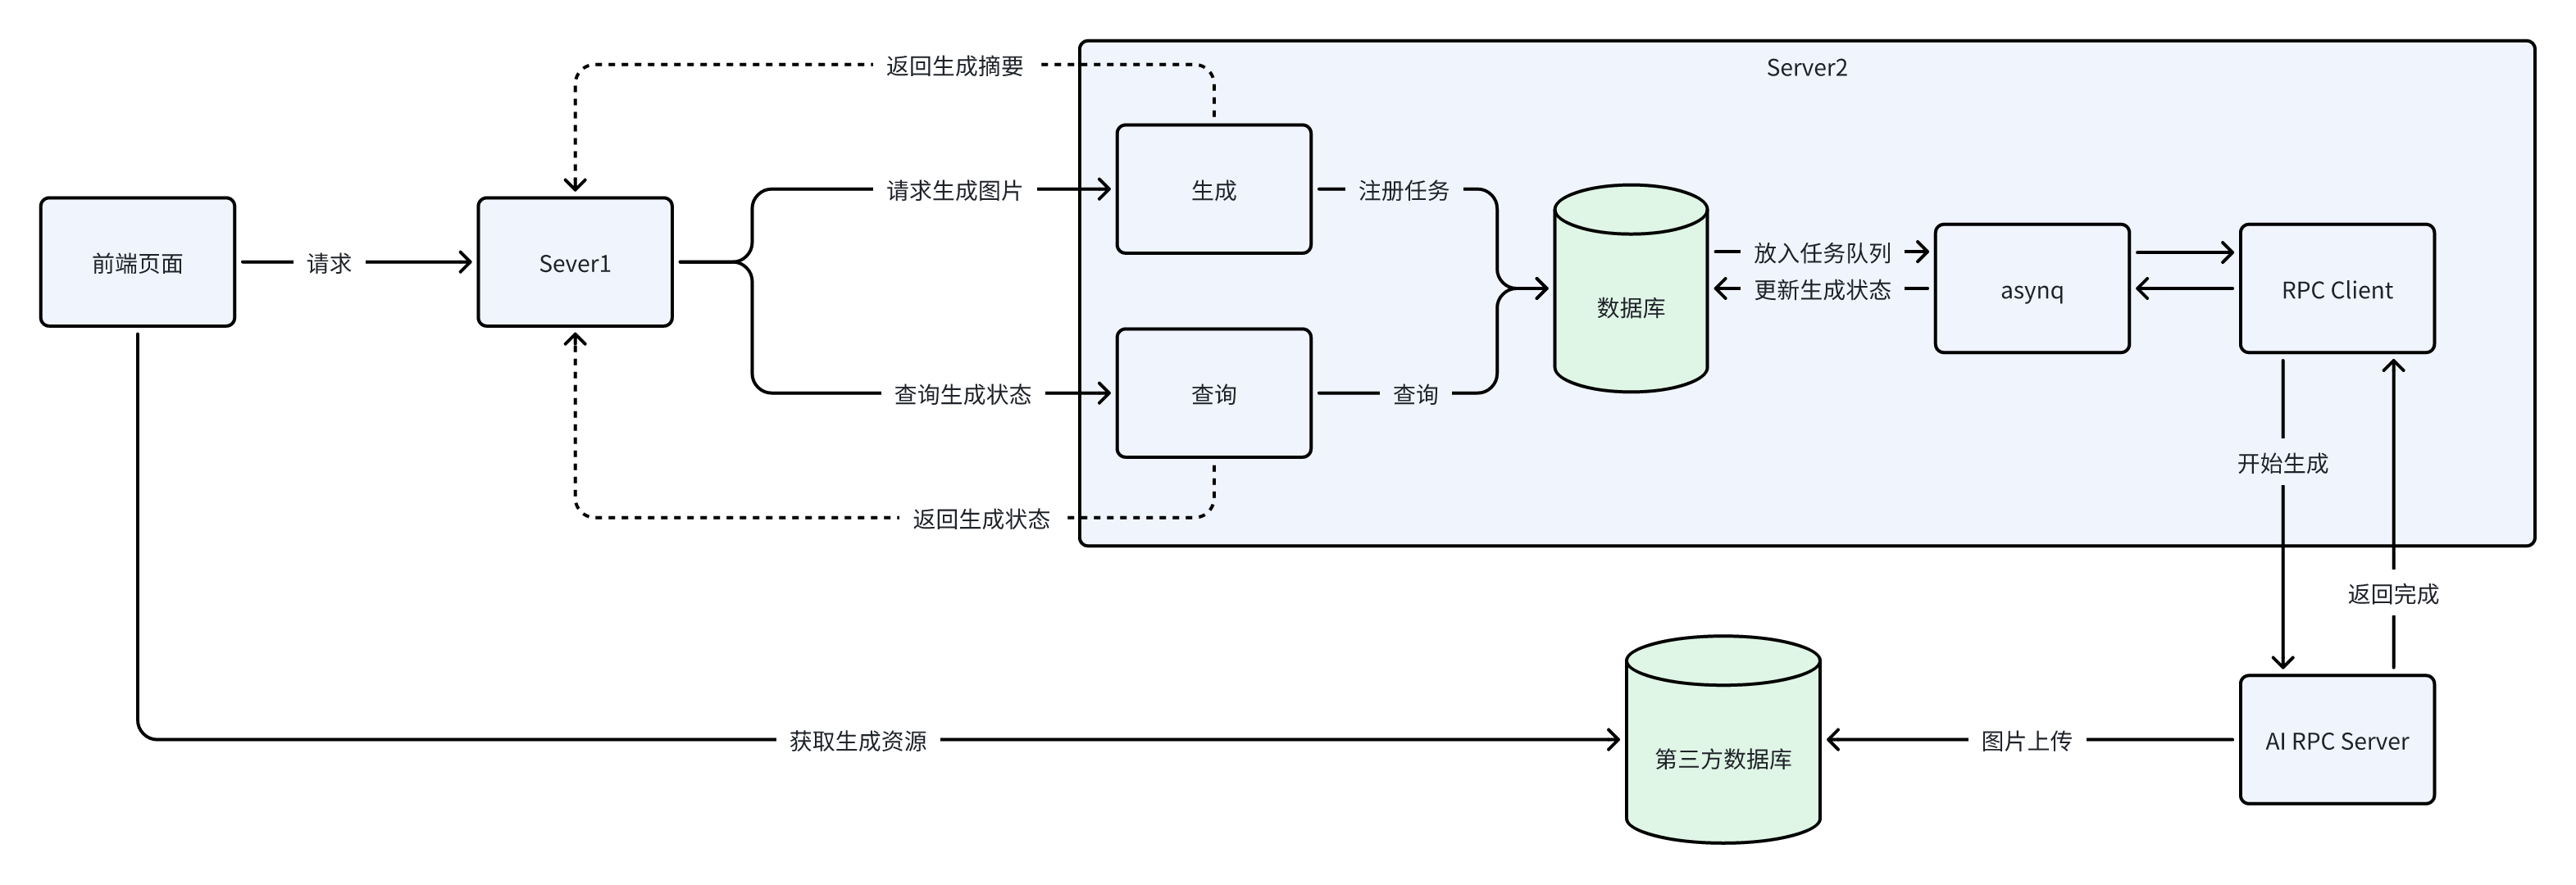 返回生成摘要
Server2
请求生成图片
生成
注册任务
前端页面
请求
Sever1
数据库
放入任务队列
更新生成状态
asynq
RPC Client
查询生成状态
查询
查询
开始生成
返回生成状态
返回完成
获取生成资源
第三方数据库
图片上传
AI RPC Server